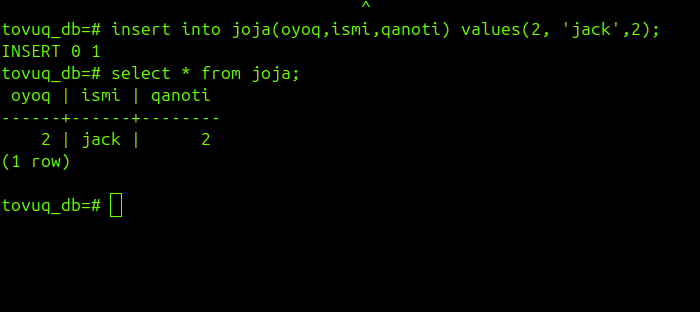 ^
tovuq_db=# insert into joja(oyoq,ismi,qanoti) values(2, 'jack',2);
INSERT 0 1
tovuq_db=# select * from joja;
 oyoq | ismi | qanoti
------+------+--------
    2 | jack |      2
(1 row)
tovuq_db=#